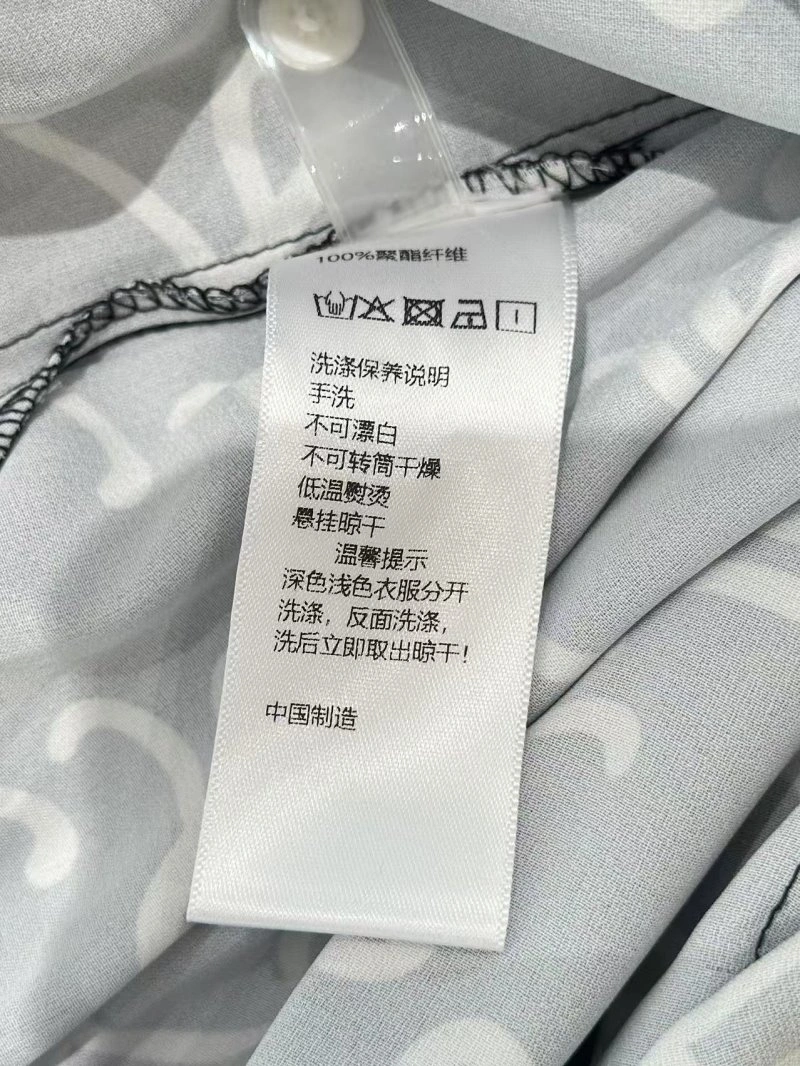 100%聚酯纤维
洗涤保养说明
手洗
不可漂白
不可转筒干燥
低温熨烫
悬挂晾干
温馨提示
深色浅色衣服分开
洗涤，反面洗涤，
洗后立即取出晾干！
中国制造